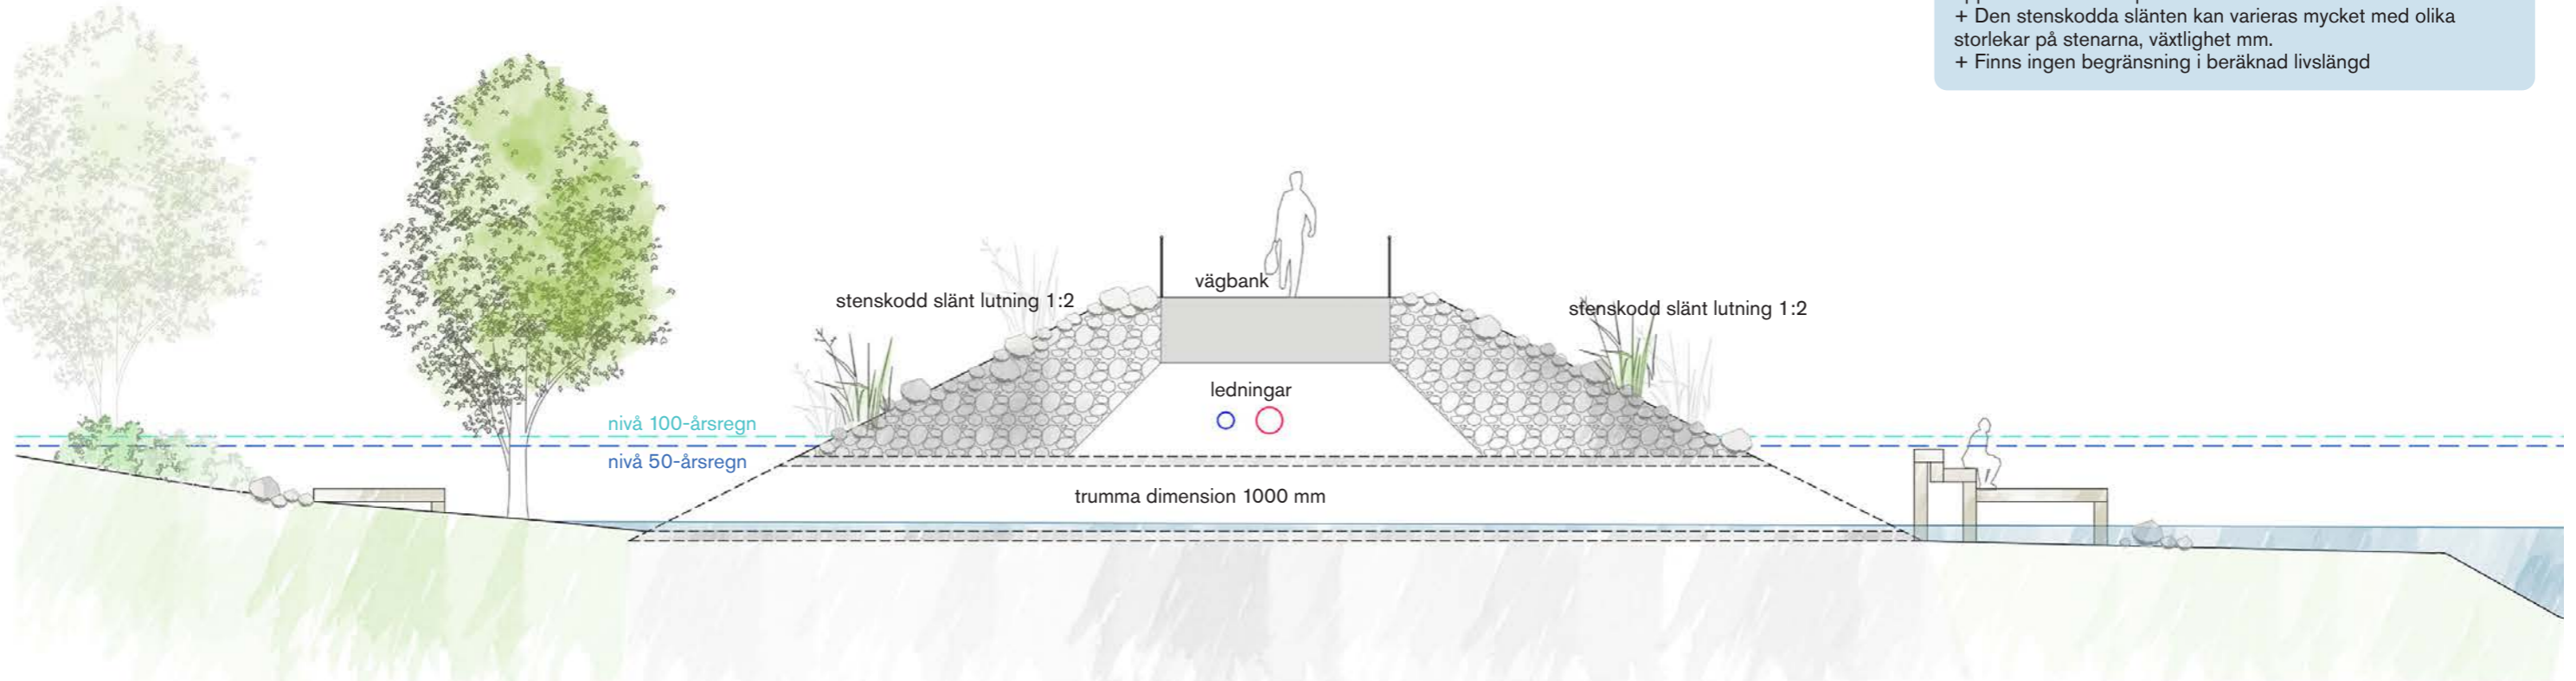 + Den stenskodda slänten kan varieras mycket med olika
storlekar på stenarna, växtlighet mm.
+ Finns ingen begränsning i beräknad livslängd
vägbank
stenskodd slänt lutning 1:2
stenskodd slänt lutning 1:2
ledningar
nivå 100-årsregn
nivå 50-årsregn
trumma dimension 1000 mm